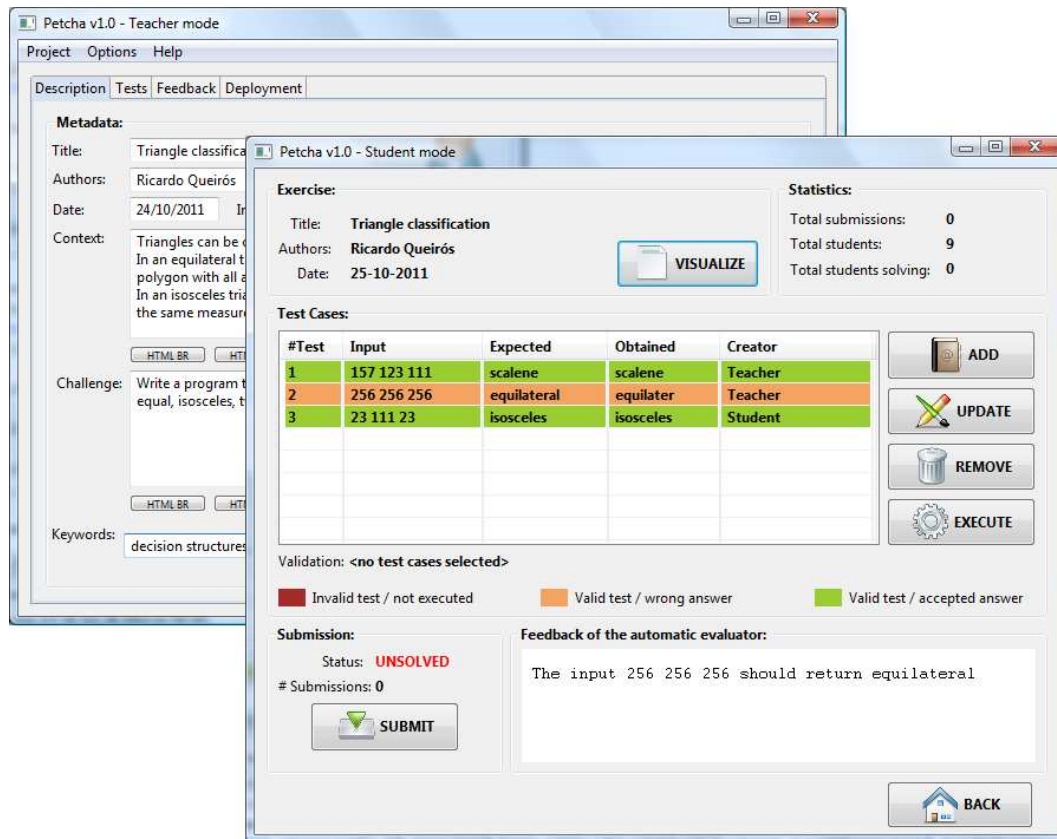 Petcha v1.0 - Teacher mode
Project Options Help
Description Tests Feedback Deployment
Metadata:
Title: Triangle classifica
Authors: Ricardo Queirós
Date: 24/10/2011
Context: Triangles can be
In an equilateral t
polygon with all a
In an isosceles tria
the same measur
HTML BR
Challenge: Write a program t
equal, isosceles, t
HTML BR
Keywords: decision structures
Petcha v1.0 - Student mode
Exercise:
Title: Triangle classification
Authors: Ricardo Queirós
Date: 25-10-2011
VISUALIZE
Statistics:
Total submissions: 0
Total students: 9
Total students solving: 0
Test Cases:
#Test Input Expected Obtained Creator
1 157 123 111 scalene scalene Teacher
2 256 256 256 equilateral equilater Teacher
3 23 111 23 isosceles isosceles Student
ADD
UPDATE
REMOVE
EXECUTE
Validation: <no test cases selected>
Invalid test / not executed Valid test / wrong answer Valid test / accepted answer
Submission:
Status: UNSOLVED
# Submissions: 0
SUBMIT
Feedback of the automatic evaluator:
The input 256 256 256 should return equilateral
BACK